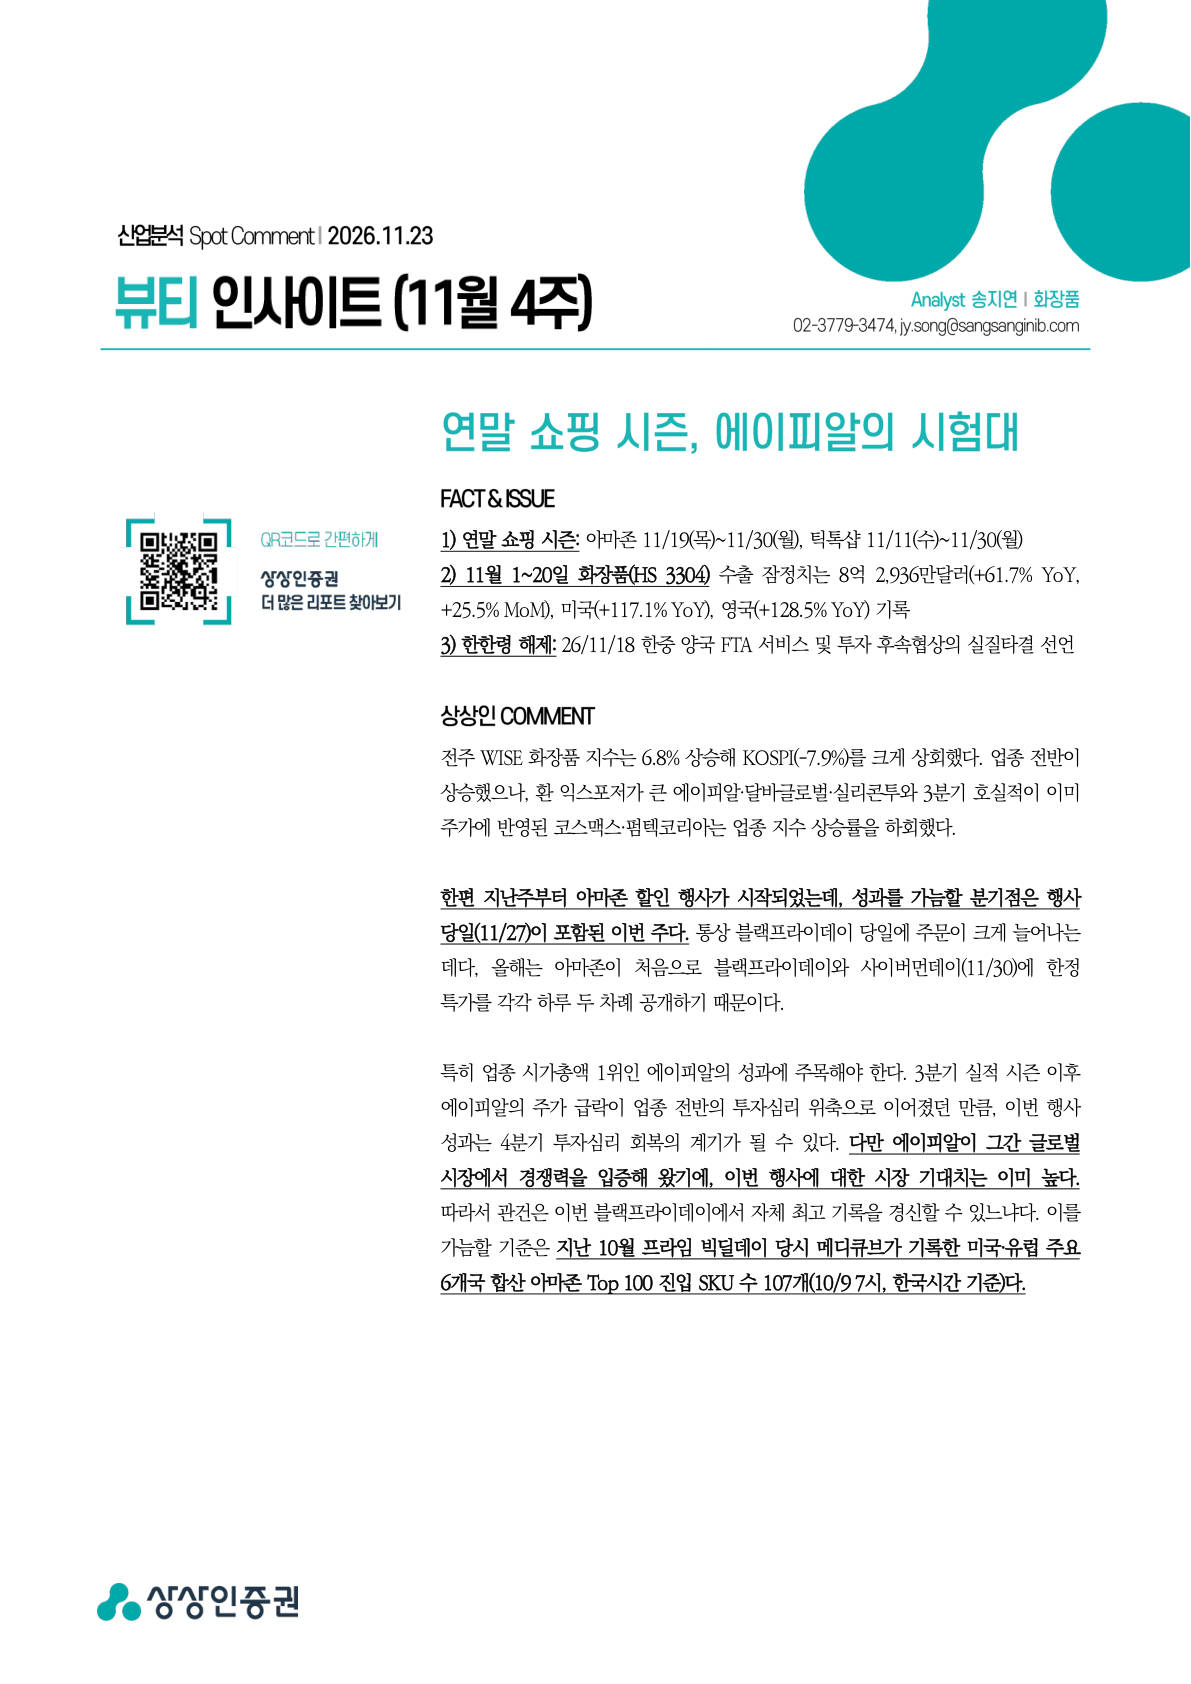 산업분석 Spot Comment | 2026.11.23
뷰티 인사이트 (11월 4주)
Analyst 송지연 | 화장품
02-3779-3474, jy.song@sangsanginib.com
연말 쇼핑 시즌, 에이피알의 시험대
QR코드로 간편하게
상상인증권
더 많은 리포트 찾아보기
FACT & ISSUE
1) 연말 쇼핑 시즌: 아마존 11/19(목)~11/30(월), 틱톡샵 11/11(수)~11/30(월)
2) 11월 1~20일 화장품(HS 3304) 수출 잠정치는 8억 2,936만달러(+61.7% YoY,
+25.5% MoM), 미국(+117.1% YoY), 영국(+128.5% YoY) 기록
3) 한한령 해제: 26/11/18 한중 양국 FTA 서비스 및 투자 후속협상의 실질타결 선언
상상인 COMMENT
전주 WISE 화장품 지수는 6.8% 상승해 KOSPI(-7.9%)를 크게 상회했다. 업종 전반이
상승했으나, 환 익스포저가 큰 에이피알·달바글로벌·실리콘투와 3분기 호실적이 이미
주가에 반영된 코스맥스·펌텍코리아는 업종 지수 상승률을 하회했다.
한편 지난주부터 아마존 할인 행사가 시작되었는데, 성과를 가늠할 분기점은 행사
당일(11/27)이 포함된 이번 주다. 통상 블랙프라이데이 당일에 주문이 크게 늘어나는
데다, 올해는 아마존이 처음으로 블랙프라이데이와 사이버먼데이(11/30)에 한정
특가를 각각 하루 두 차례 공개하기 때문이다.
특히 업종 시가총액 1위인 에이피알의 성과에 주목해야 한다. 3분기 실적 시즌 이후
에이피알의 주가 급락이 업종 전반의 투자심리 위축으로 이어졌던 만큼, 이번 행사
성과는 4분기 투자심리 회복의 계기가 될 수 있다. 다만 에이피알이 그간 글로벌
시장에서 경쟁력을 입증해 왔기에, 이번 행사에 대한 시장 기대치는 이미 높다.
따라서 관건은 이번 블랙프라이데이에서 자체 최고 기록을 경신할 수 있느냐다. 이를
가늠할 기준은 지난 10월 프라임 빅딜데이 당시 메디큐브가 기록한 미국·유럽 주요
6개국 합산 아마존 Top 100 진입 SKU 수 107개(10/9 7시, 한국시간 기준)다.
상상인증권